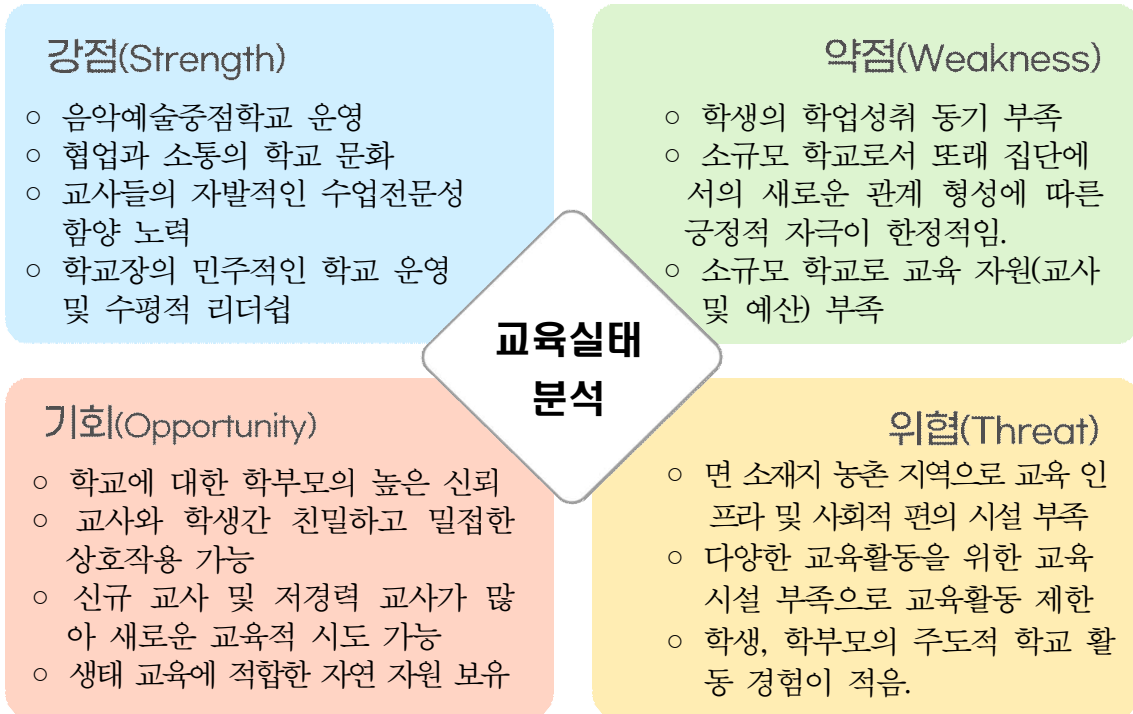 강점(Strength)
○ 음악예술중점학교 운영
○ 협업과 소통의 학교 문화
○ 교사들의 자발적인 수업전문성
함양 노력
○ 학교장의 민주적인 학교 운영
및 수평적 리더쉽
약점(Weakness)
○ 학생의 학업성취 동기 부족
○ 소규모 학교로서 또래 집단에
서의 새로운 관계 형성에 따른
긍정적 자극이 한정적임.
○ 소규모 학교로 교육 자원(교사
및 예산) 부족
교육실태
분석
기회(Opportunity)
○ 학교에 대한 학부모의 높은 신뢰
○ 교사와 학생간 친밀하고 밀접한
상호작용 가능
○ 신규 교사 및 저경력 교사가 많
아 새로운 교육적 시도 가능
○ 생태 교육에 적합한 자연 자원 보유
위협(Threat)
○ 면 소재지 농촌 지역으로 교육 인
프라 및 사회적 편의 시설 부족
○ 다양한 교육활동을 위한 교육
시설 부족으로 교육활동 제한
○ 학생, 학부모의 주도적 학교 활
동 경험이 적음.